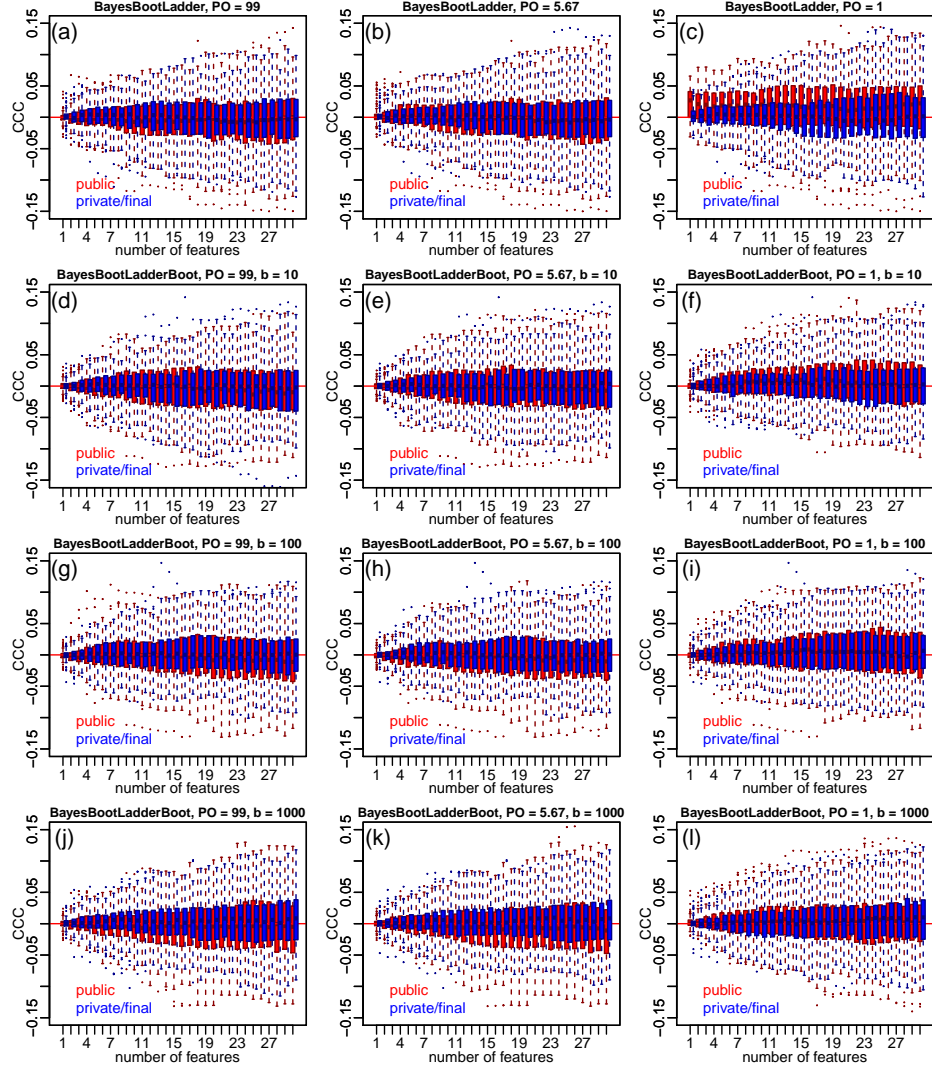 BayesBootLadder, PO = 99
BayesBootLadder, PO = 5.67
BayesBootLadder, PO = 1
(a)
(b)
(c)
CCC
CCC
CCC
0.15
0.05
−0.05
−0.15
0.15
0.05
−0.05
−0.15
0.15
0.05
−0.05
−0.15
public
private/final
public
private/final
public
private/final
1 4 7 11 15 19 23 27
1 4 7 11 15 19 23 27
1 4 7 11 15 19 23 27
number of features
number of features
number of features
BayesBootLadderBoot, PO = 99, b = 10
BayesBootLadderBoot, PO = 5.67, b = 10
BayesBootLadderBoot, PO = 1, b = 10
(d)
(e)
(f)
CCC
CCC
CCC
0.15
0.05
−0.05
−0.15
0.15
0.05
−0.05
−0.15
0.15
0.05
−0.05
−0.15
public
private/final
public
private/final
public
private/final
1 4 7 11 15 19 23 27
1 4 7 11 15 19 23 27
1 4 7 11 15 19 23 27
number of features
number of features
number of features
BayesBootLadderBoot, PO = 99, b = 100
BayesBootLadderBoot, PO = 5.67, b = 100
BayesBootLadderBoot, PO = 1, b = 100
(g)
(h)
(i)
CCC
CCC
CCC
0.15
0.05
−0.05
−0.15
0.15
0.05
−0.05
−0.15
0.15
0.05
−0.05
−0.15
public
private/final
public
private/final
public
private/final
1 4 7 11 15 19 23 27
1 4 7 11 15 19 23 27
1 4 7 11 15 19 23 27
number of features
number of features
number of features
BayesBootLadderBoot, PO = 99, b = 1000
BayesBootLadderBoot, PO = 5.67, b = 1000
BayesBootLadderBoot, PO = 1, b = 1000
(j)
(k)
(l)
CCC
CCC
CCC
0.15
0.05
−0.05
−0.15
0.15
0.05
−0.05
−0.15
0.15
0.05
−0.05
−0.15
public
private/final
public
private/final
public
private/final
1 4 7 11 15 19 23 27
1 4 7 11 15 19 23 27
1 4 7 11 15 19 23 27
number of features
number of features
number of features